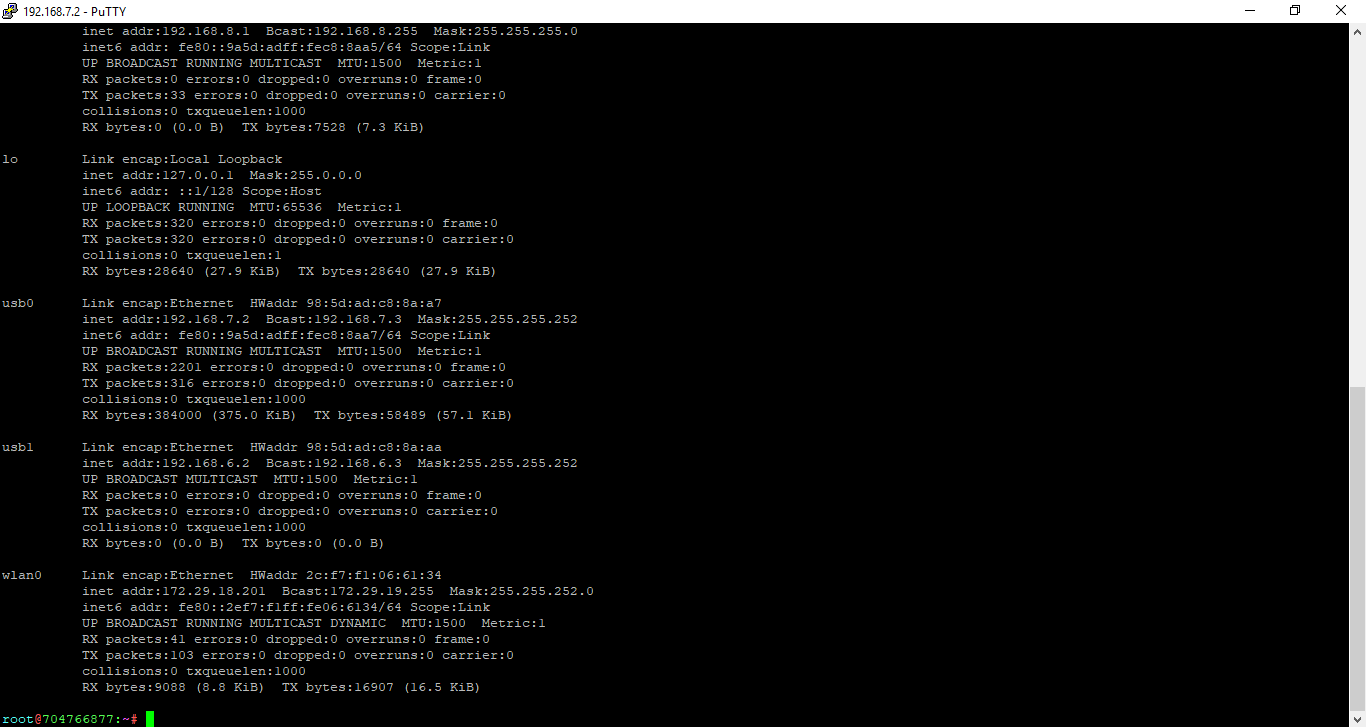 192.168.7.2 - PuTTY
inet addr:192.168.8.1  Bcast:192.168.8.255  Mask:255.255.255.0
inet6 addr: fe80::9a5d:adff:fec8:8aa5/64 Scope:Link
UP BROADCAST RUNNING MULTICAST  MTU:1500  Metric:1
RX packets:0 errors:0 dropped:0 overruns:0 frame:0
TX packets:33 errors:0 dropped:0 overruns:0 carrier:0
collisions:0 txqueuelen:1000
RX bytes:0 (0.0 B)  TX bytes:7528 (7.3 KiB)
lo        Link encap:Local Loopback
inet addr:127.0.0.1  Mask:255.0.0.0
inet6 addr: ::1/128 Scope:Host
UP LOOPBACK RUNNING  MTU:65536  Metric:1
RX packets:320 errors:0 dropped:0 overruns:0 frame:0
TX packets:320 errors:0 dropped:0 overruns:0 carrier:0
collisions:0 txqueuelen:1
RX bytes:28640 (27.9 KiB)  TX bytes:28640 (27.9 KiB)
usb0      Link encap:Ethernet  HWaddr 98:5d:ad:c8:8a:a7
inet addr:192.168.7.2  Bcast:192.168.7.3  Mask:255.255.255.252
inet6 addr: fe80::9a5d:adff:fec8:8aa7/64 Scope:Link
UP BROADCAST RUNNING MULTICAST  MTU:1500  Metric:1
RX packets:2201 errors:0 dropped:0 overruns:0 frame:0
TX packets:316 errors:0 dropped:0 overruns:0 carrier:0
collisions:0 txqueuelen:1000
RX bytes:384000 (375.0 KiB)  TX bytes:58489 (57.1 KiB)
usb1      Link encap:Ethernet  HWaddr 98:5d:ad:c8:8a:aa
inet addr:192.168.6.2  Bcast:192.168.6.3  Mask:255.255.255.252
UP BROADCAST MULTICAST  MTU:1500  Metric:1
RX packets:0 errors:0 dropped:0 overruns:0 frame:0
TX packets:0 errors:0 dropped:0 overruns:0 carrier:0
collisions:0 txqueuelen:1000
RX bytes:0 (0.0 B)  TX bytes:0 (0.0 B)
wlan0     Link encap:Ethernet  HWaddr 2c:f7:f1:06:61:34
inet addr:172.29.18.201  Bcast:172.29.19.255  Mask:255.255.252.0
inet6 addr: fe80::2ef7:f1ff:fe06:6134/64 Scope:Link
UP BROADCAST RUNNING MULTICAST DYNAMIC  MTU:1500  Metric:1
RX packets:41 errors:0 dropped:0 overruns:0 frame:0
TX packets:103 errors:0 dropped:0 overruns:0 carrier:0
collisions:0 txqueuelen:1000
RX bytes:9088 (8.8 KiB)  TX bytes:16907 (16.5 KiB)
root@704766877:~#